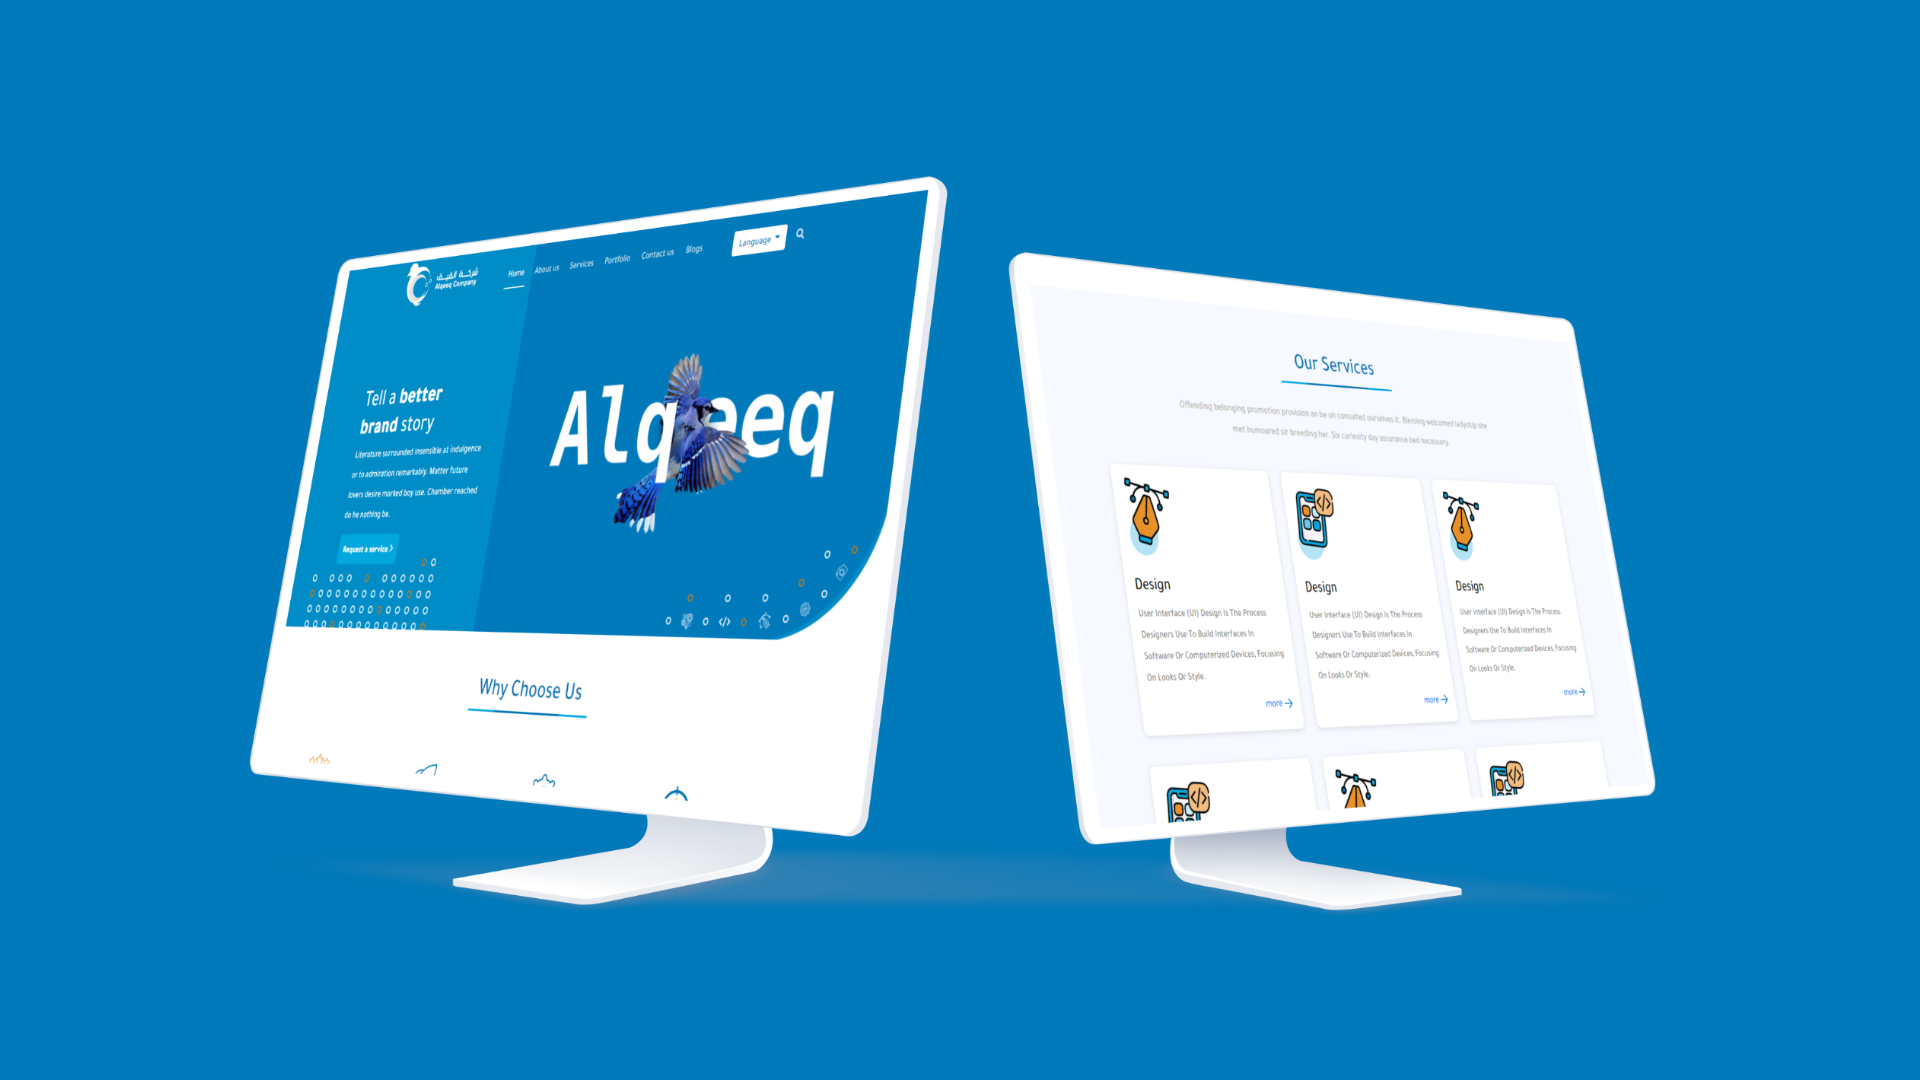 شركة القيق
Alqeeq Company
Home About us Services Portfolio Contact us Blogs
Language
Tell a better
brand story
Literature surrounded insensible at indulgence
or to admiration remarkably. Matter future
lovers desire marked boy use. Chamber reached
do he nothing be.
Request a service
Alqeeq
Why Choose Us
Our Services
Offending belonging promotion provision an be oh consulted ourselves it. Blessing welcomed ladyship she
met humoured sir breeding her. Six curiosity day assurance bed necessary.
Design
User Interface (UI) Design Is The Process
Designers Use To Build Interfaces In
Software Or Computerized Devices, Focusing
On Looks Or Style.
more
Design
User Interface (UI) Design Is The Process
Designers Use To Build Interfaces In
Software Or Computerized Devices, Focusing
On Looks Or Style.
more
Design
User Interface (UI) Design Is The Process
Designers Use To Build Interfaces In
Software Or Computerized Devices, Focusing
On Looks Or Style.
more